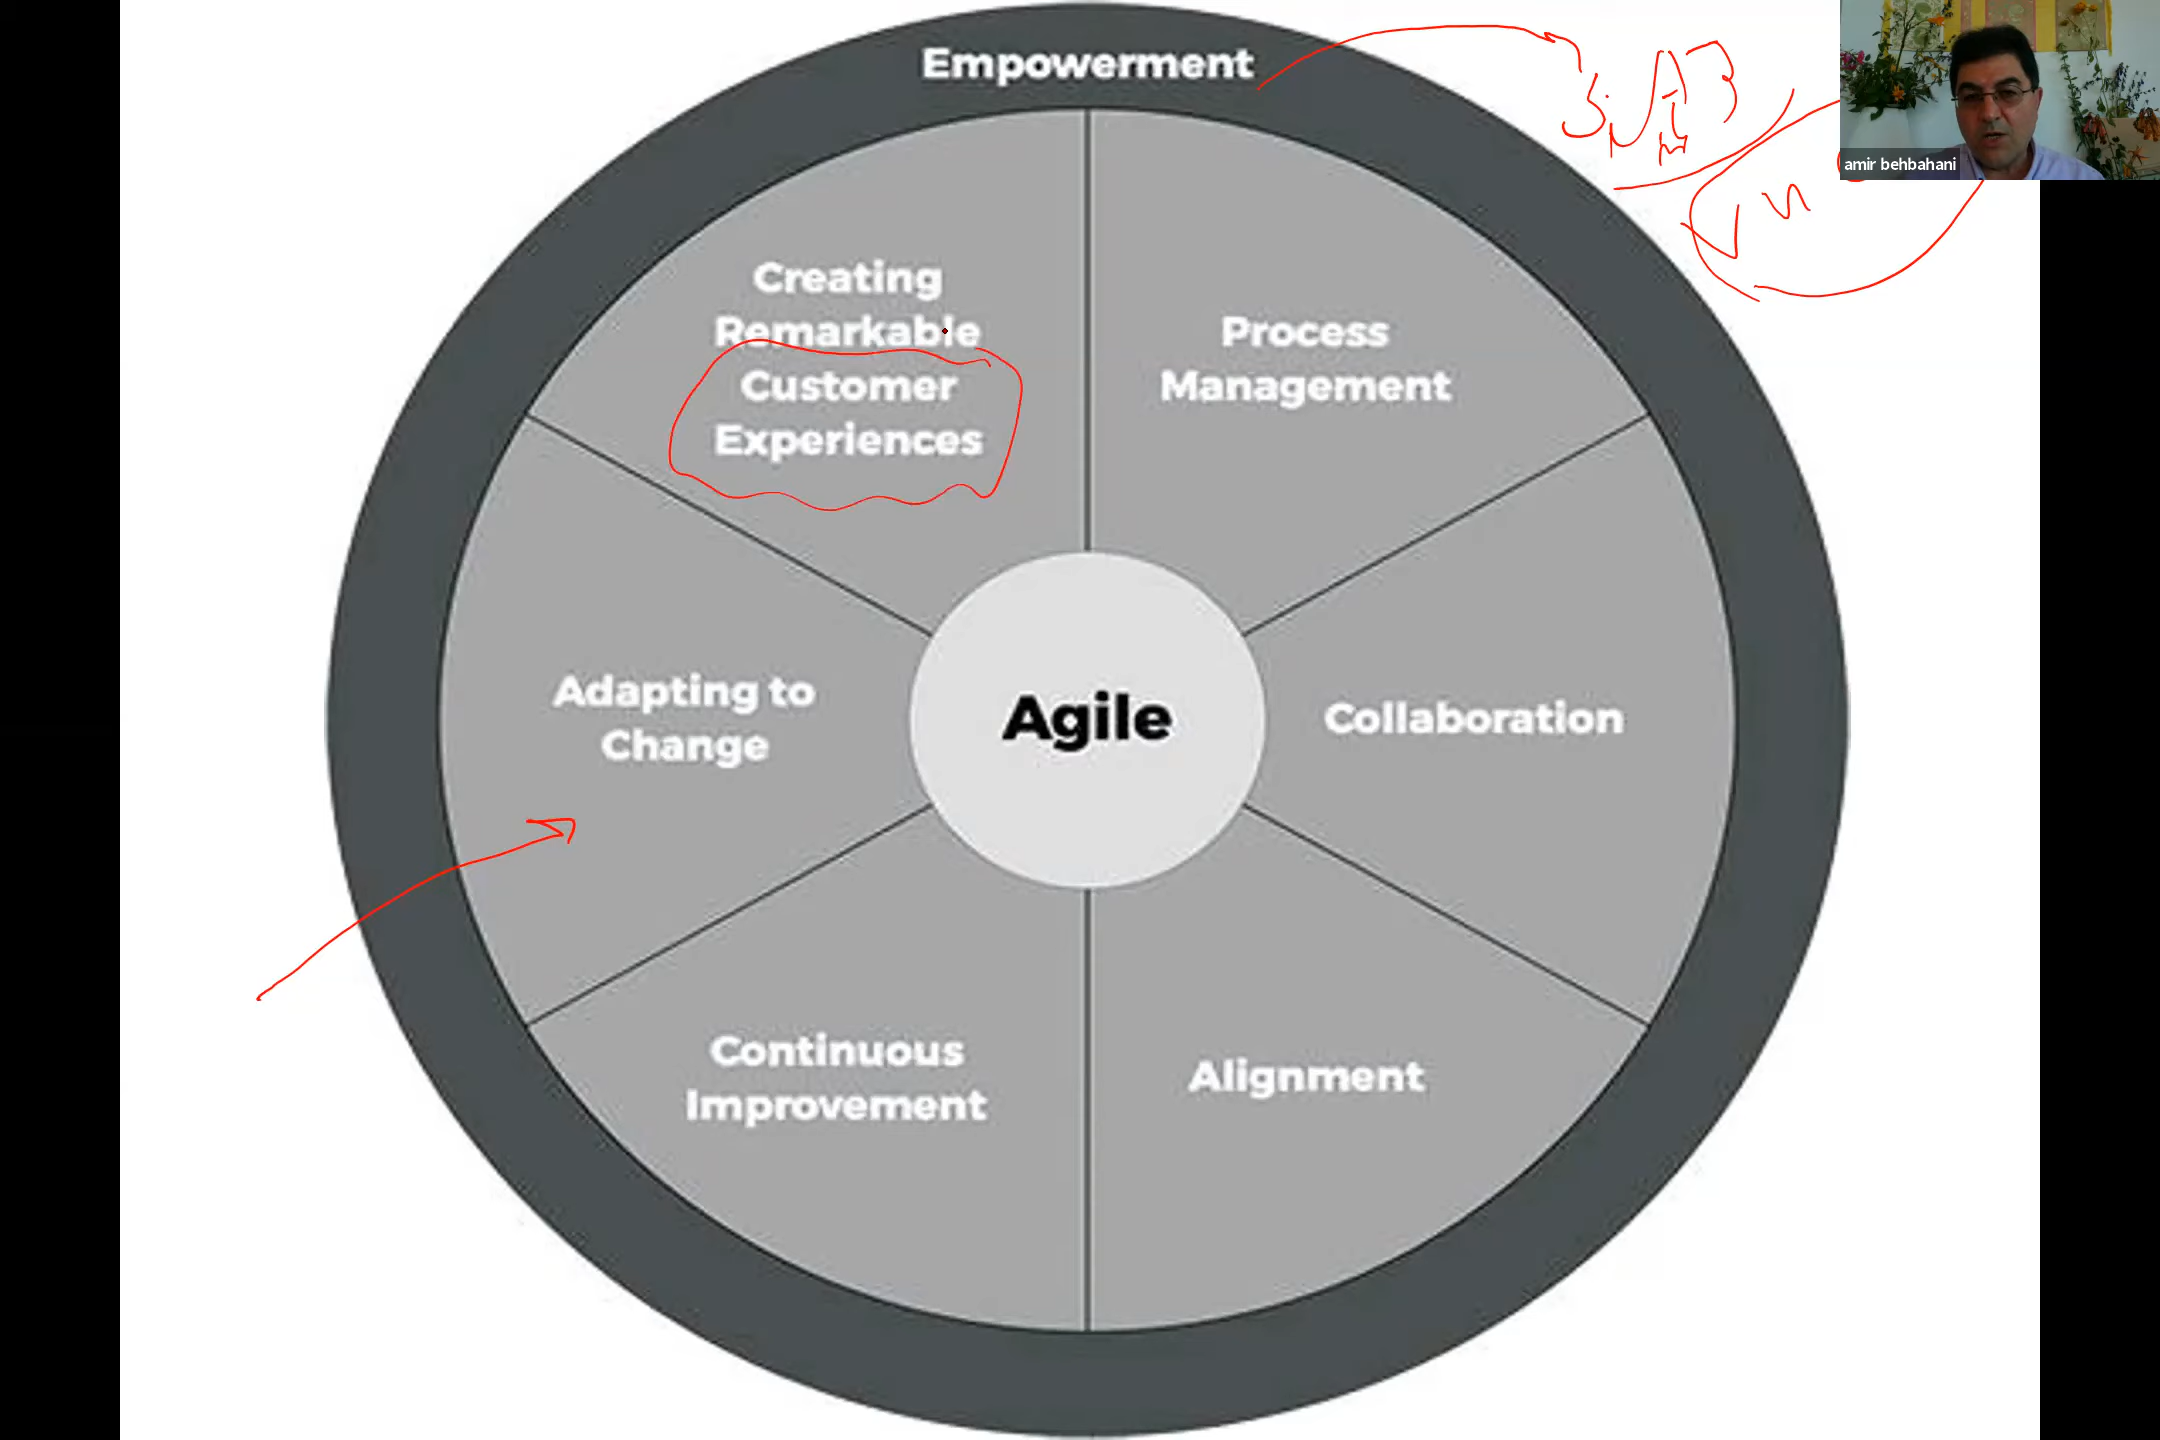 Empowerment
Creating
Remarkable
Customer
Experiences
Process
Management
Adapting to
Change
Agile
Collaboration
Continuous
Improvement
Alignment
amir behbahani